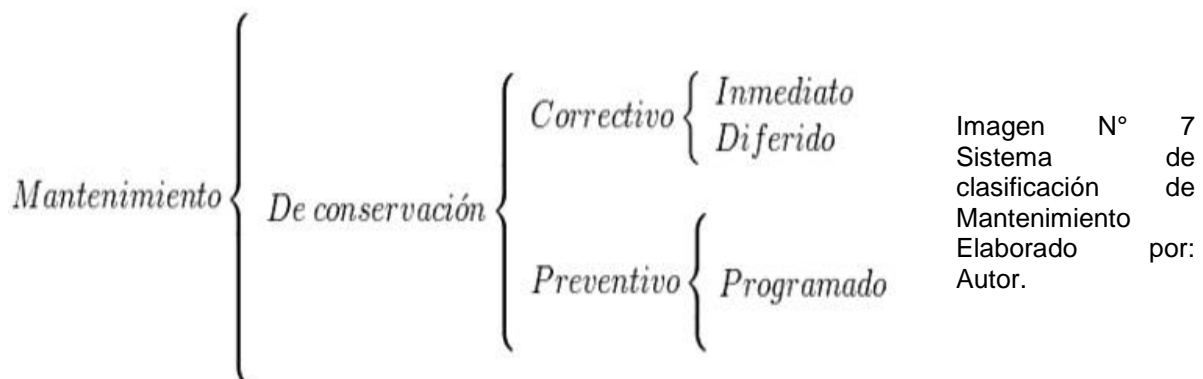 Mantenimiento
De conservación
Correctivo
Inmediato
Diferido
Preventivo
Programado
Imagen N° 7
Sistema de
clasificación de
Mantenimiento
Elaborado por:
Autor.